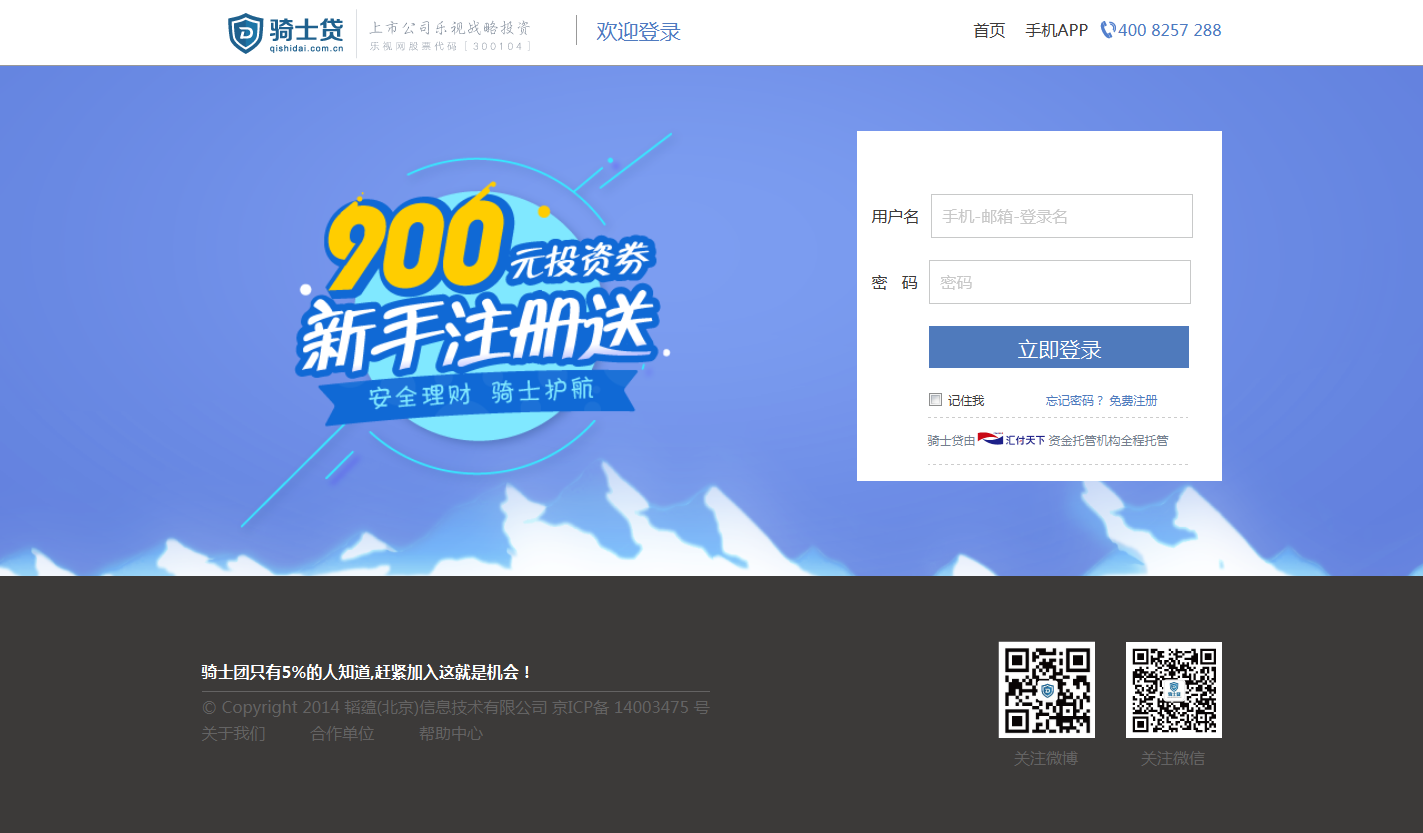 骑士贷
qishidai.com.cn
上市公司乐视战略投资
乐视网股票代码 [ 300104 ]
欢迎登录
首页 手机APP 400 8257 288
900元投资券
新手注册送
安全理财 骑士护航
用户名 手机-邮箱-登录名
密 码 密码
立即登录
记住我 忘记密码？ 免费注册
骑士贷由 汇付天下 资金托管机构全程托管
骑士团只有5%的人知道,赶紧加入这就是机会！
© Copyright 2014 韬蕴(北京)信息技术有限公司 京ICP备 14003475 号
关于我们 合作单位 帮助中心
关注微博 关注微信